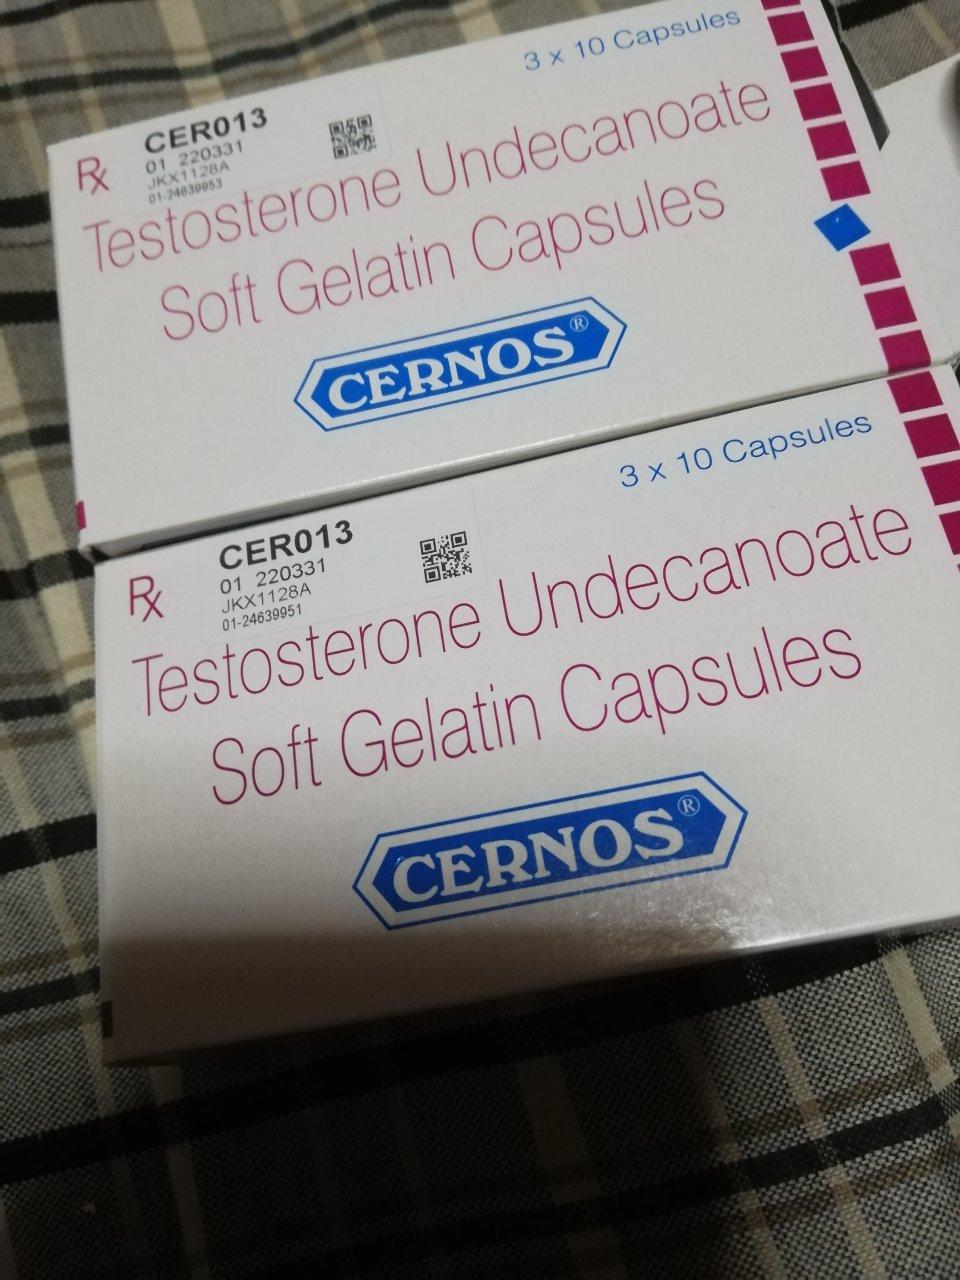 3 x 10 Capsules
CER013
01 220331
JKX1128A
01-24639953
Rx
Testosterone Undecanoate
Soft Gelatin Capsules
CERNOS®
3 x 10 Capsules
CER013
01 220331
JKX1128A
01-24639951
Rx
Testosterone Undecanoate
Soft Gelatin Capsules
CERNOS®